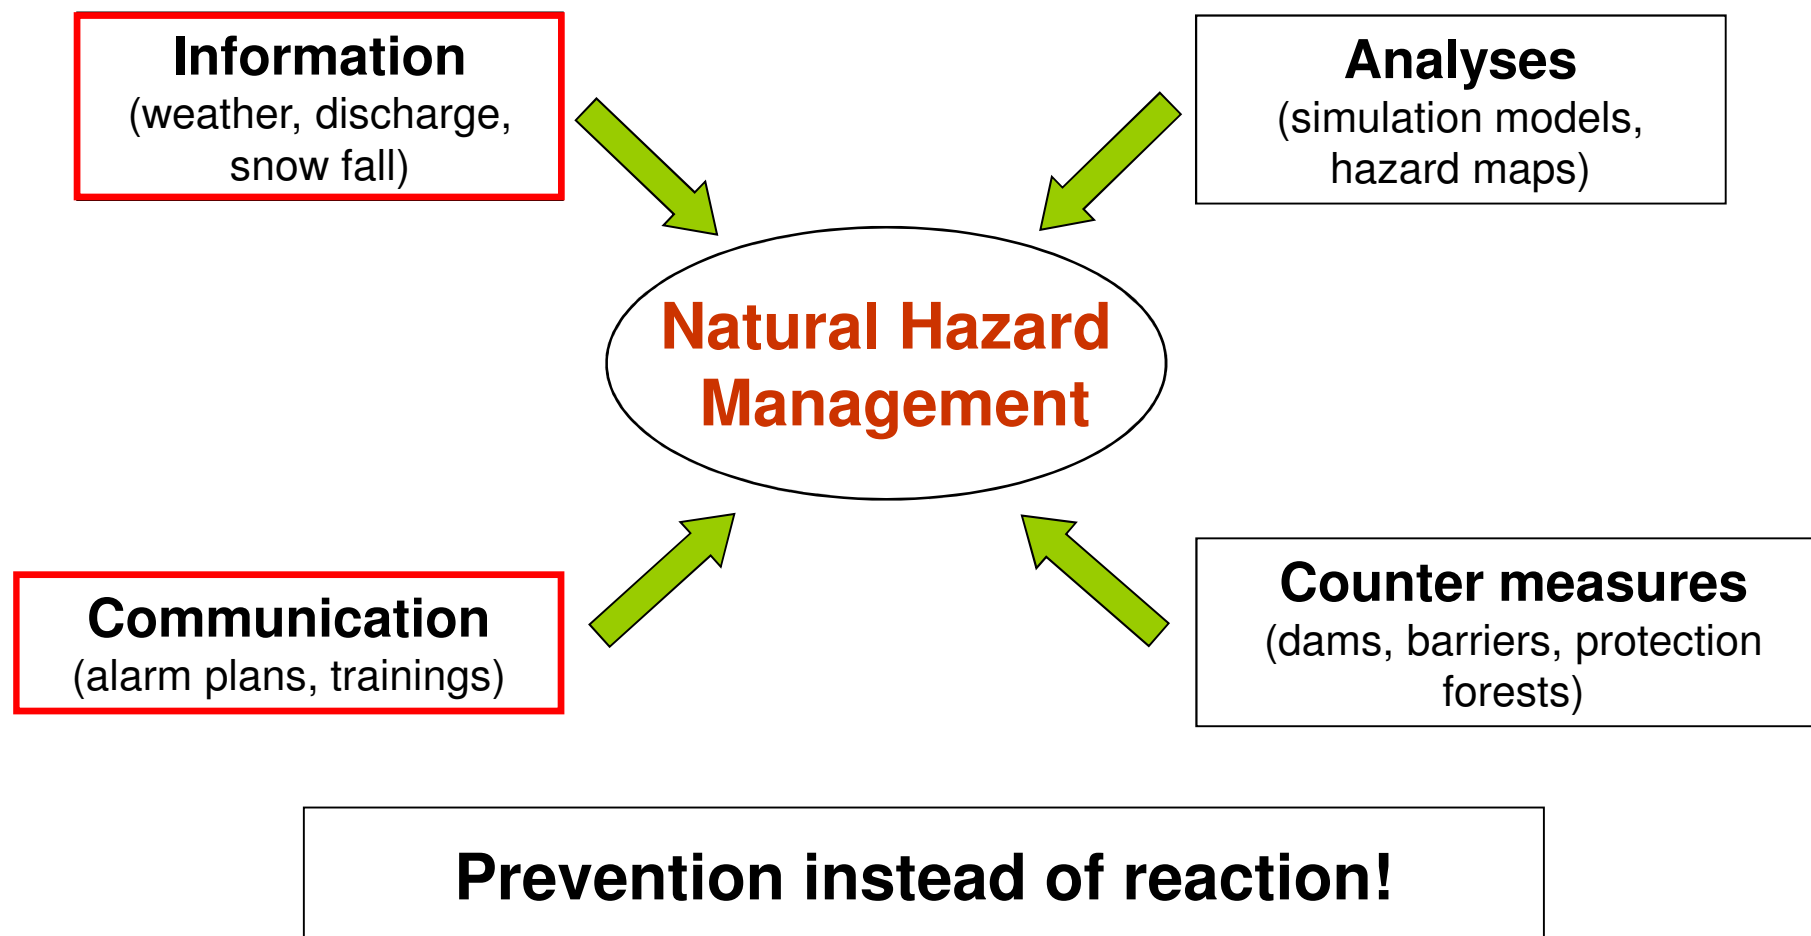 Information
(weather, discharge,
snow fall)
Analyses
(simulation models,
hazard maps)
Natural Hazard
Management
Communication
(alarm plans, trainings)
Counter measures
(dams, barriers, protection
forests)
Prevention instead of reaction!